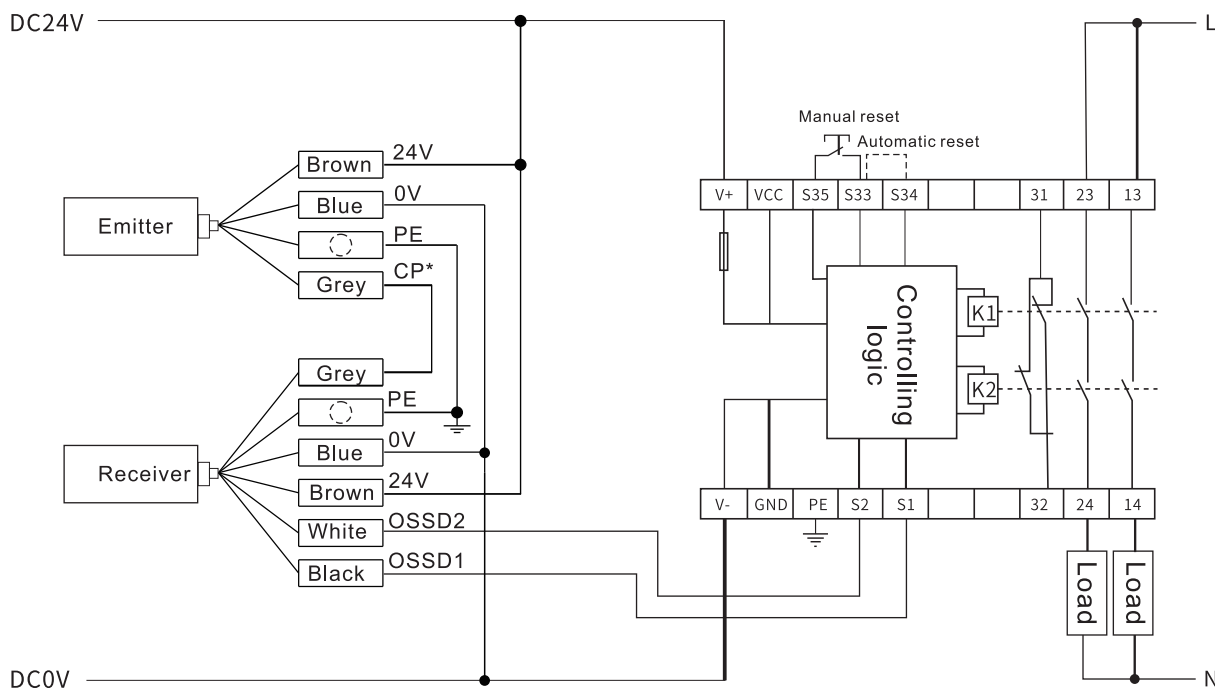 DC24V
L
Manual reset
Automatic reset
Brown 24V
Blue 0V
PE
Grey CP*
Emitter
V+ VCC S35 S33 S34 31 23 13
Controlling
logic
K1
K2
Grey
PE
Blue 0V
Brown 24V
White OSSD2
Black OSSD1
Receiver
V- GND PE S2 S1 32 24 14
Load
Load
DC0V
N